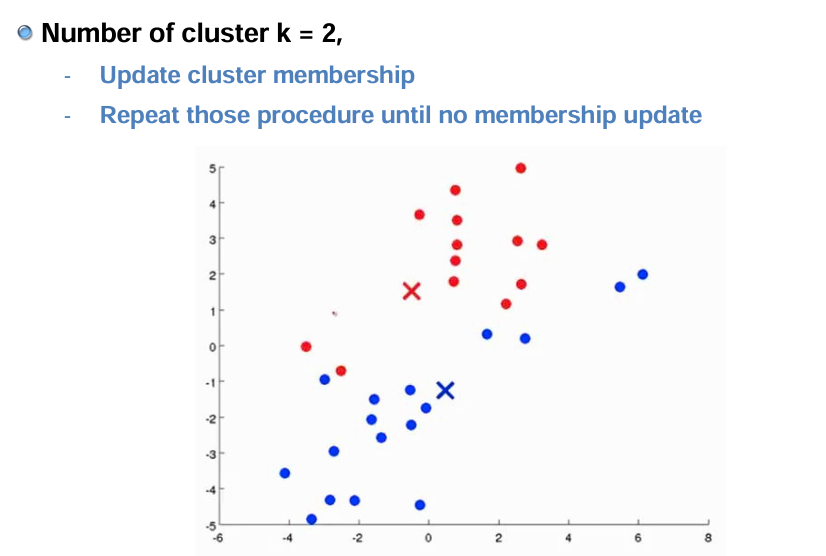 Number of cluster k = 2,
- Update cluster membership
- Repeat those procedure until no membership update
5
4
3
2
1
0
-1
-2
-3
-4
-5
-6 -4 -2 0 2 4 6 8